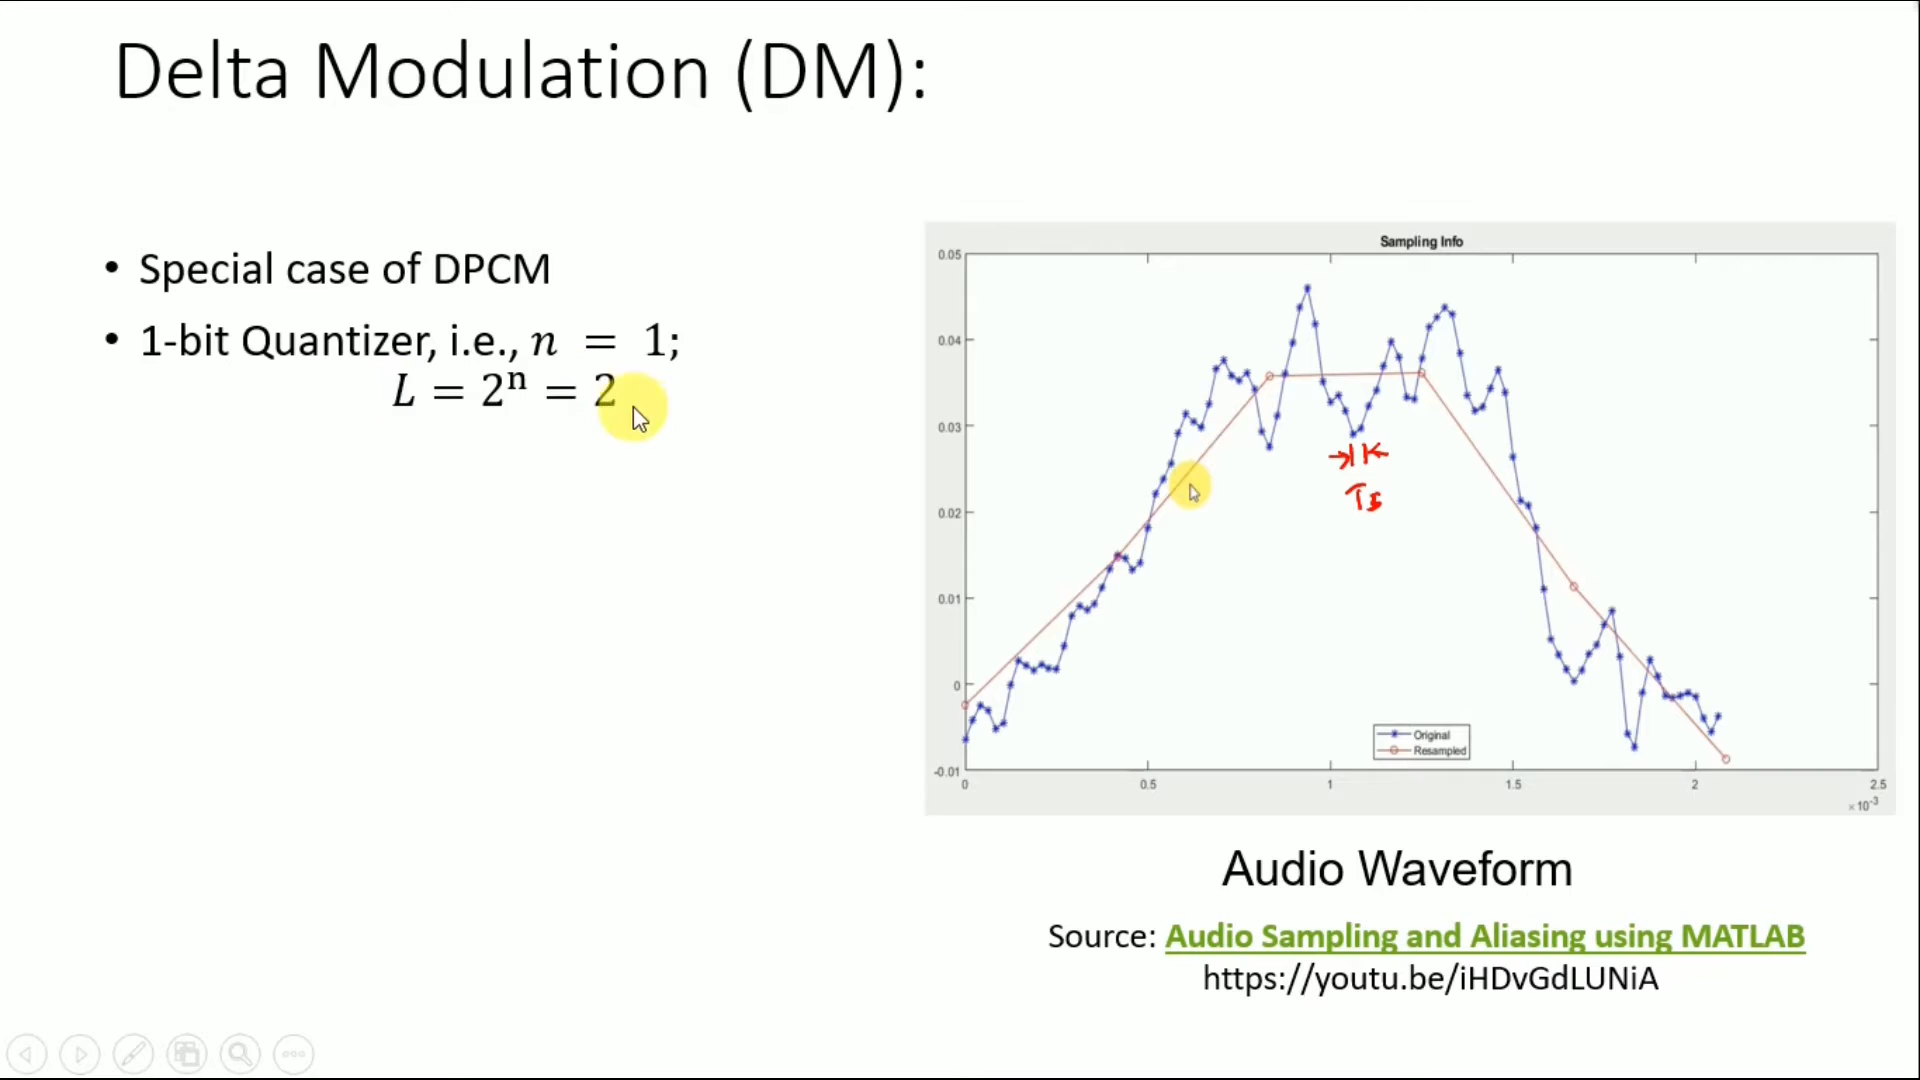 Delta Modulation (DM):
• Special case of DPCM
• 1-bit Quantizer, i.e., n = 1;
L = 2ⁿ = 2
Sampling Info
0.05
0.04
0.03
0.02
0.01
0
-0.01
0 0.5 1 1.5 2 2.5
×10⁻³
Ts
Original
Resampled
Audio Waveform
Source: Audio Sampling and Aliasing using MATLAB
https://youtu.be/iHDvGdLUNiA